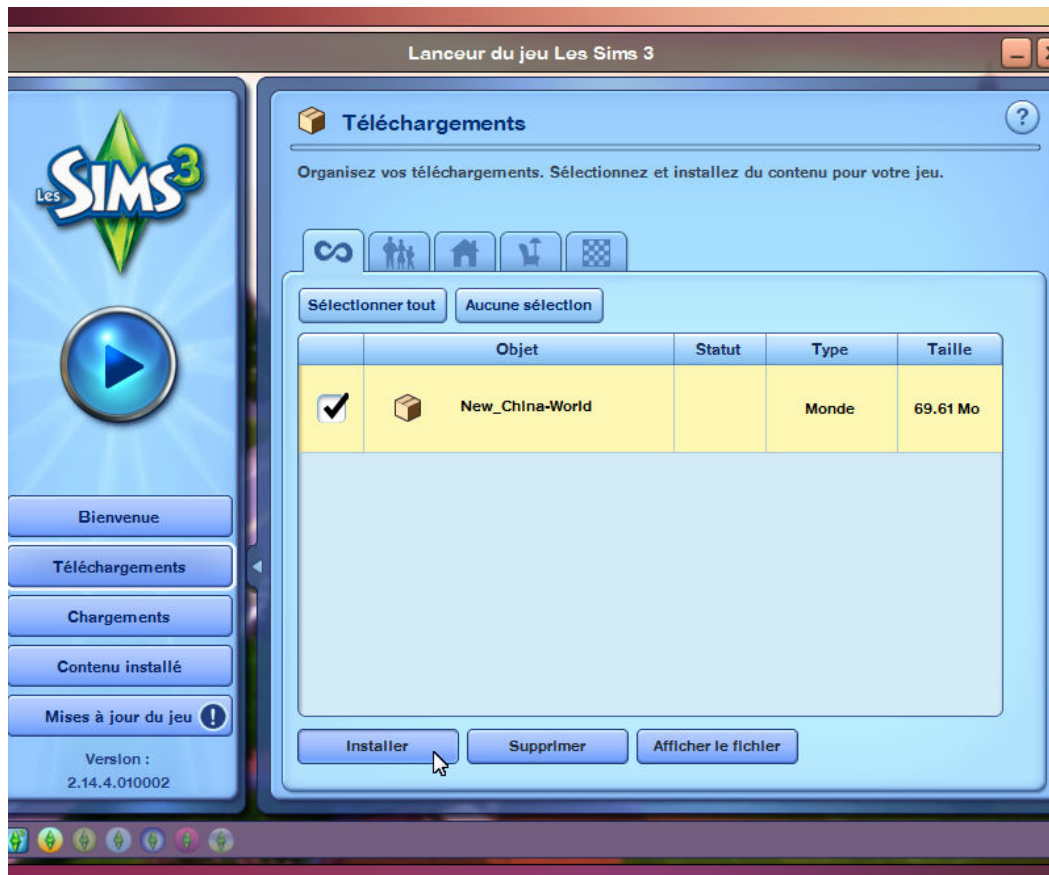 Lanceur du jeu Les Sims 3
Les SIMS 3
Bienvenue
Téléchargements
Chargements
Contenu installé
Mises à jour du jeu !
Version :
2.14.4.010002
Téléchargements
?
Organisez vos téléchargements. Sélectionnez et installez du contenu pour votre jeu.
Sélectionner tout Aucune sélection
Objet Statut Type Taille
New_China-World Monde 69.61 Mo
Installer Supprimer Afficher le fichier